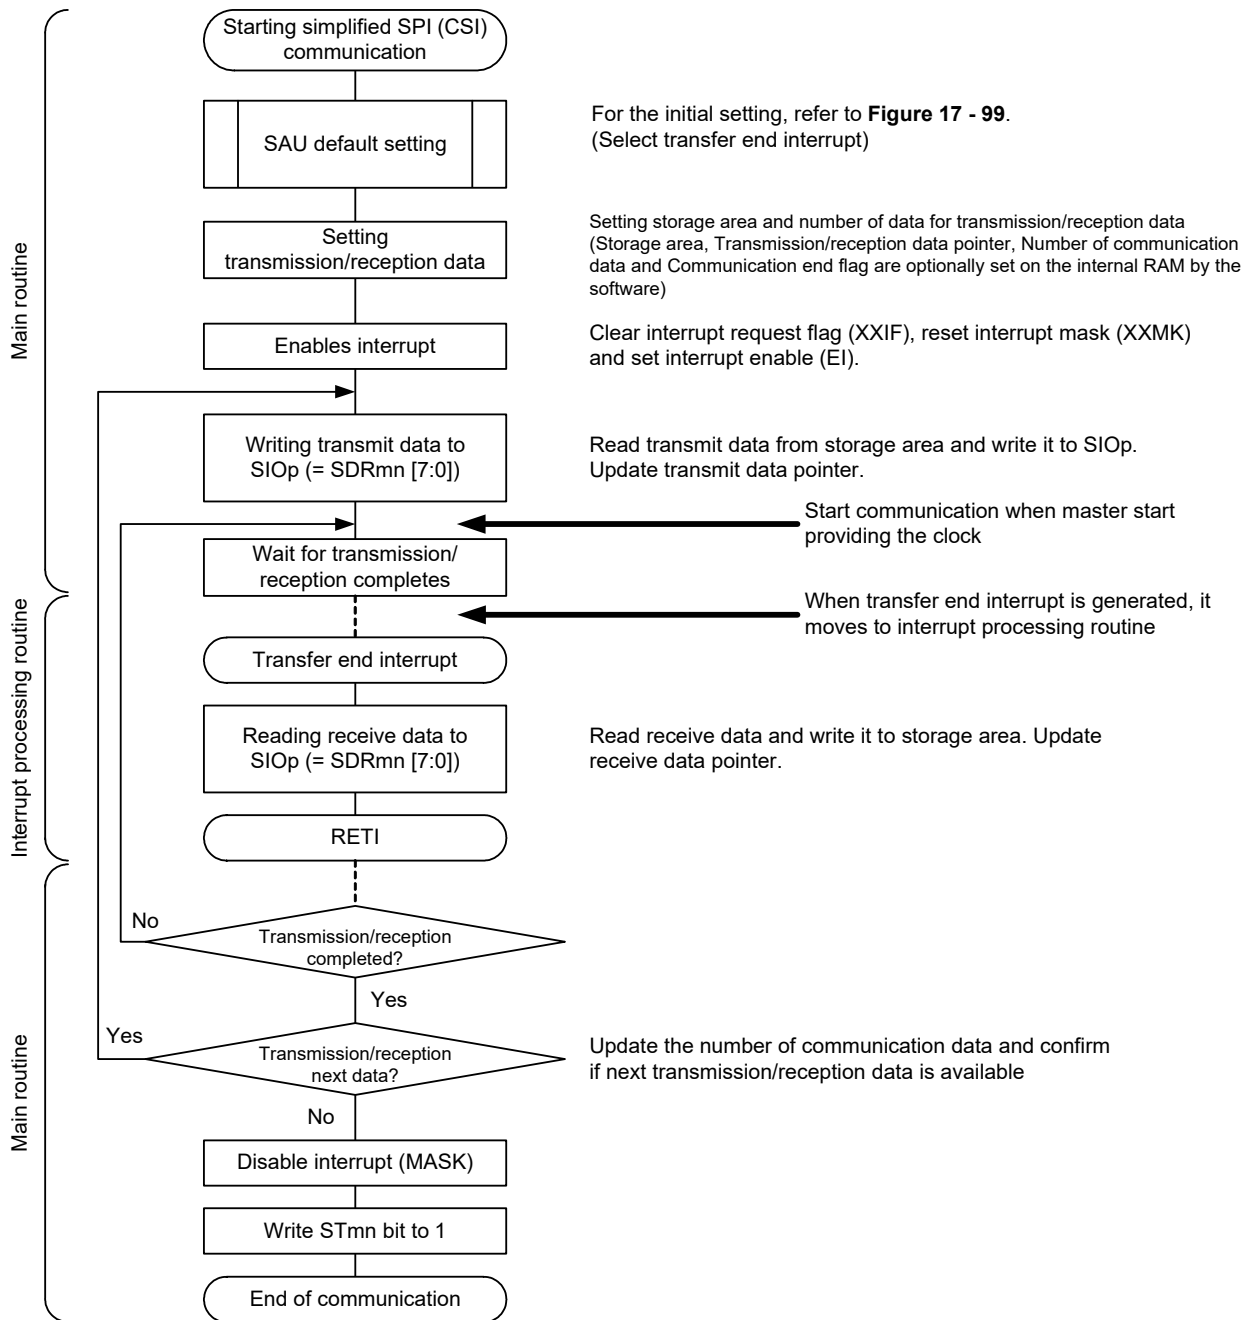 Starting simplified SPI (CSI)
communication
SAU default setting
For the initial setting, refer to Figure 17 - 99.
(Select transfer end interrupt)
Setting
transmission/reception data
Setting storage area and number of data for transmission/reception data
(Storage area, Transmission/reception data pointer, Number of communication
data and Communication end flag are optionally set on the internal RAM by the
software)
Main routine
Enables interrupt
Clear interrupt request flag (XXIF), reset interrupt mask (XXMK)
and set interrupt enable (EI).
Writing transmit data to
SIOp (= SDRmn [7:0])
Read transmit data from storage area and write it to SIOp.
Update transmit data pointer.
Start communication when master start
providing the clock
Wait for transmission/
reception completes
When transfer end interrupt is generated, it
moves to interrupt processing routine
Interrupt processing routine
Transfer end interrupt
Reading receive data to
SIOp (= SDRmn [7:0])
Read receive data and write it to storage area. Update
receive data pointer.
RETI
No
Transmission/reception
completed?
Yes
Main routine
Yes
Transmission/reception
next data?
Update the number of communication data and confirm
if next transmission/reception data is available
No
Disable interrupt (MASK)
Write STmn bit to 1
End of communication